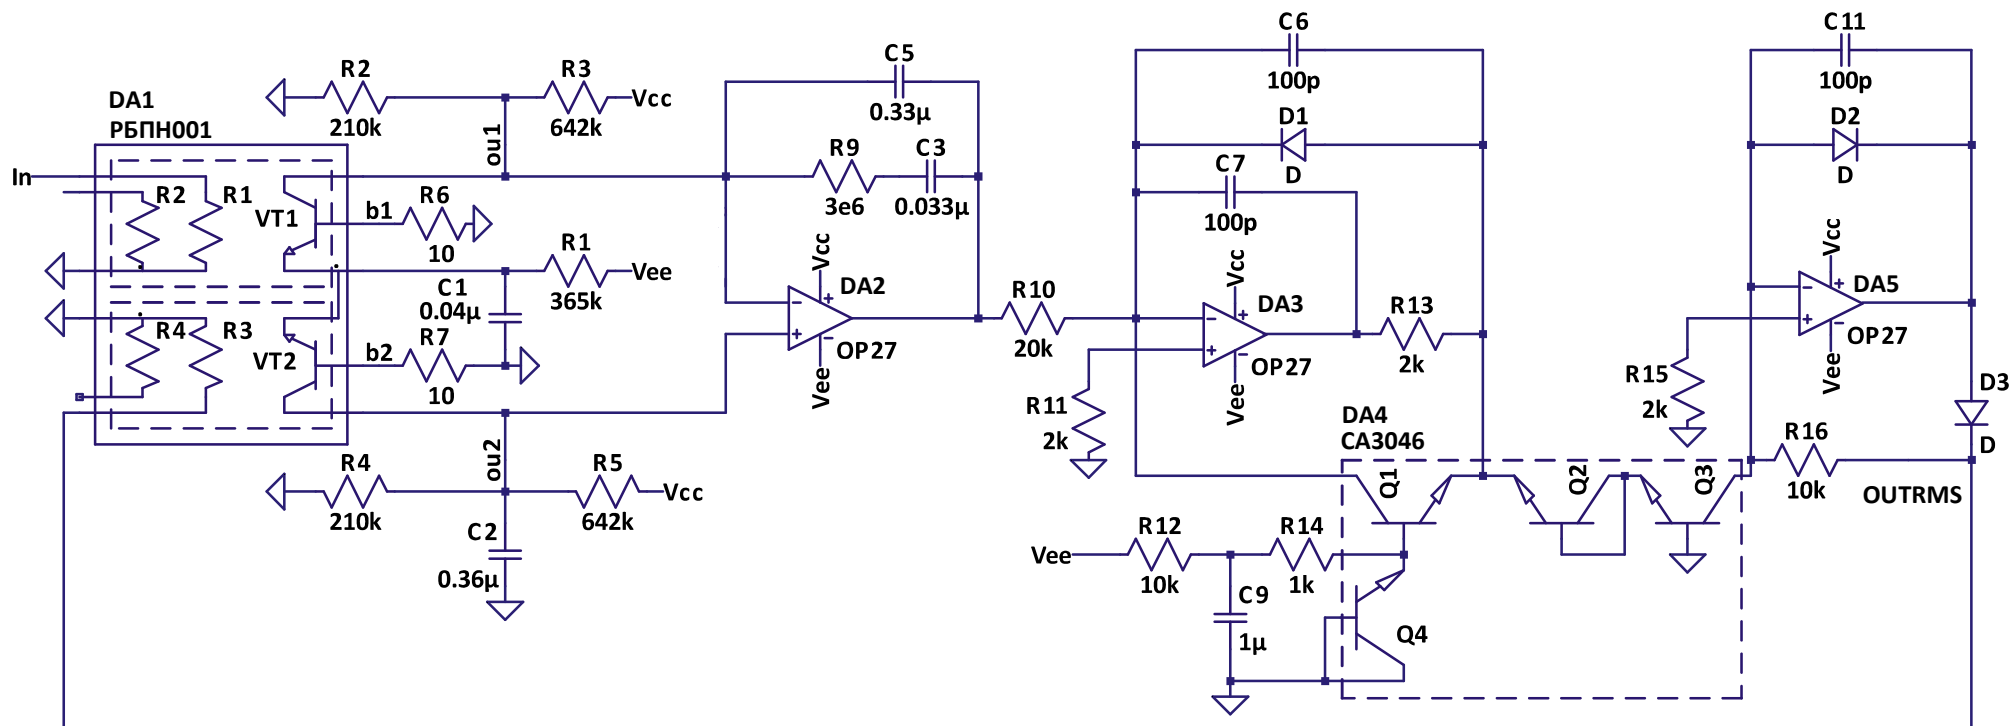 C6
100p
C11
100p
C5
0.33µ
R2
210k
R3
642k
Vcc
DA1
РБПН001
ou1
D1
D
D2
D
In
R2
R1
VT1
b1
R6
10
R9
3e6
C3
0.033µ
C7
100p
R1
365k
Vee
C1
0.04µ
Vcc
DA2
OP27
Vee
Vcc
DA3
OP27
Vee
Vcc
DA5
OP27
Vee
R10
20k
R13
2k
R4
R3
VT2
b2
R7
10
R11
2k
R15
2k
D3
D
DA4
CA3046
ou2
R4
210k
R5
642k
Vcc
Q1
Q2
Q3
R16
10k
OUTRMS
C2
0.36µ
Vee
R12
10k
R14
1k
C9
1µ
Q4